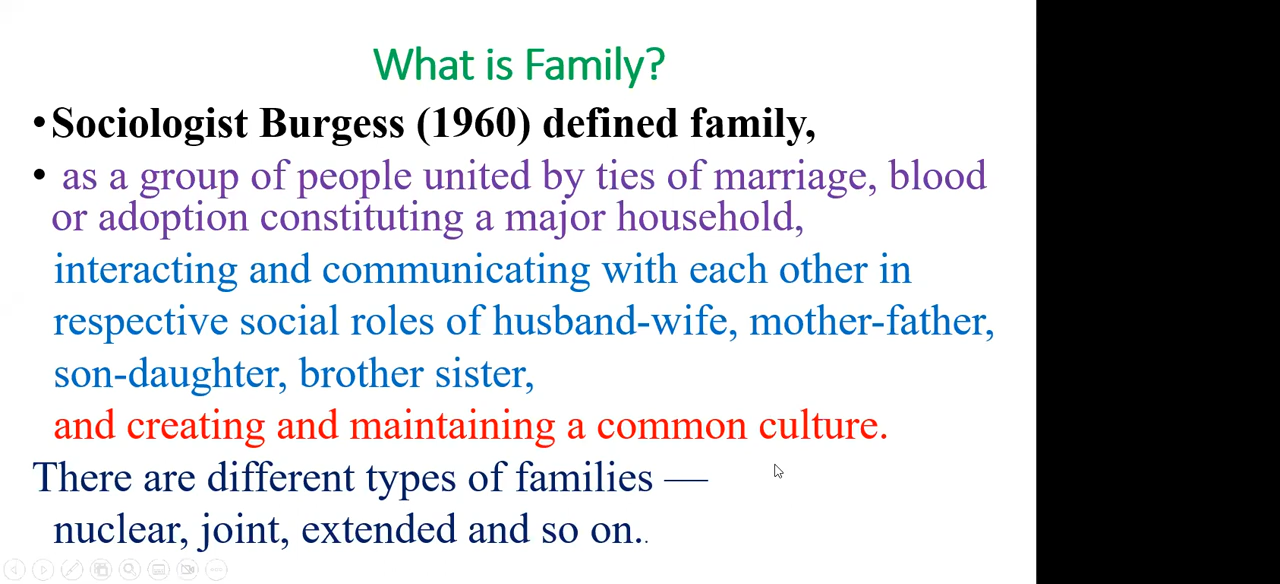 What is Family?
•Sociologist Burgess (1960) defined family,
• as a group of people united by ties of marriage, blood
or adoption constituting a major household,
interacting and communicating with each other in
respective social roles of husband-wife, mother-father,
son-daughter, brother sister,
and creating and maintaining a common culture.
There are different types of families —
nuclear, joint, extended and so on..